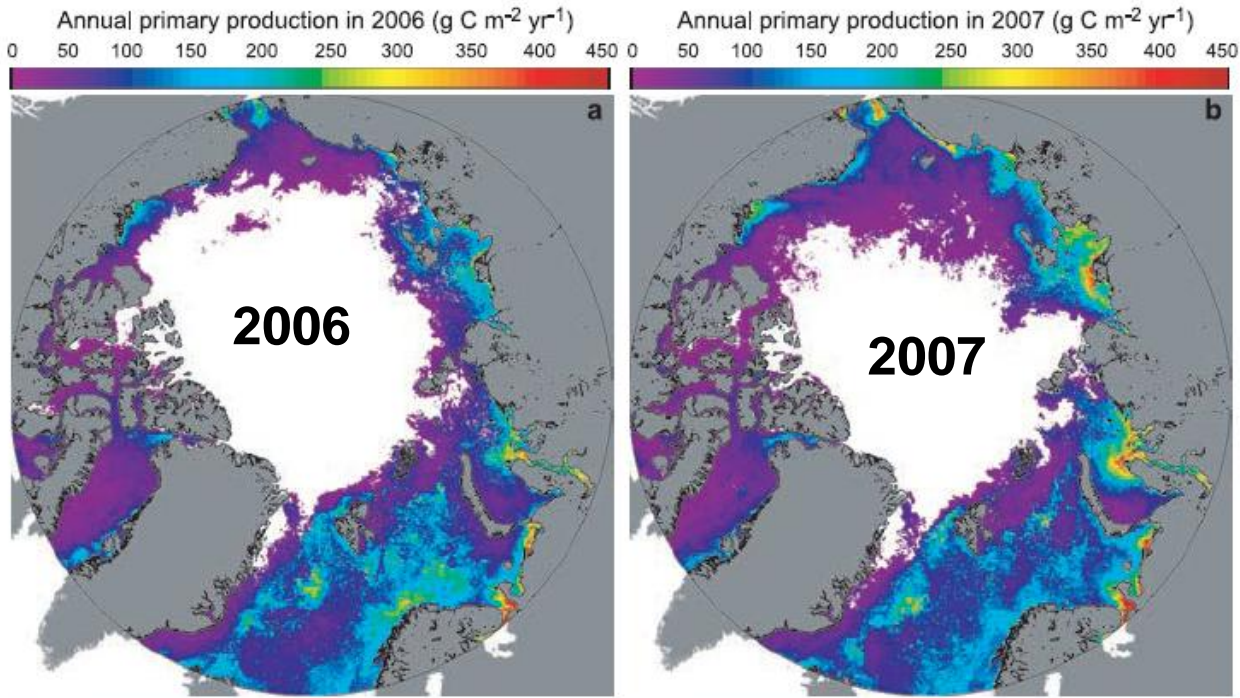 Annual primary production in 2006 (g C m-2 yr-1)
0 50 100 150 200 250 300 350 400 450
a
2006
Annual primary production in 2007 (g C m-2 yr-1)
0 50 100 150 200 250 300 350 400 450
b
2007